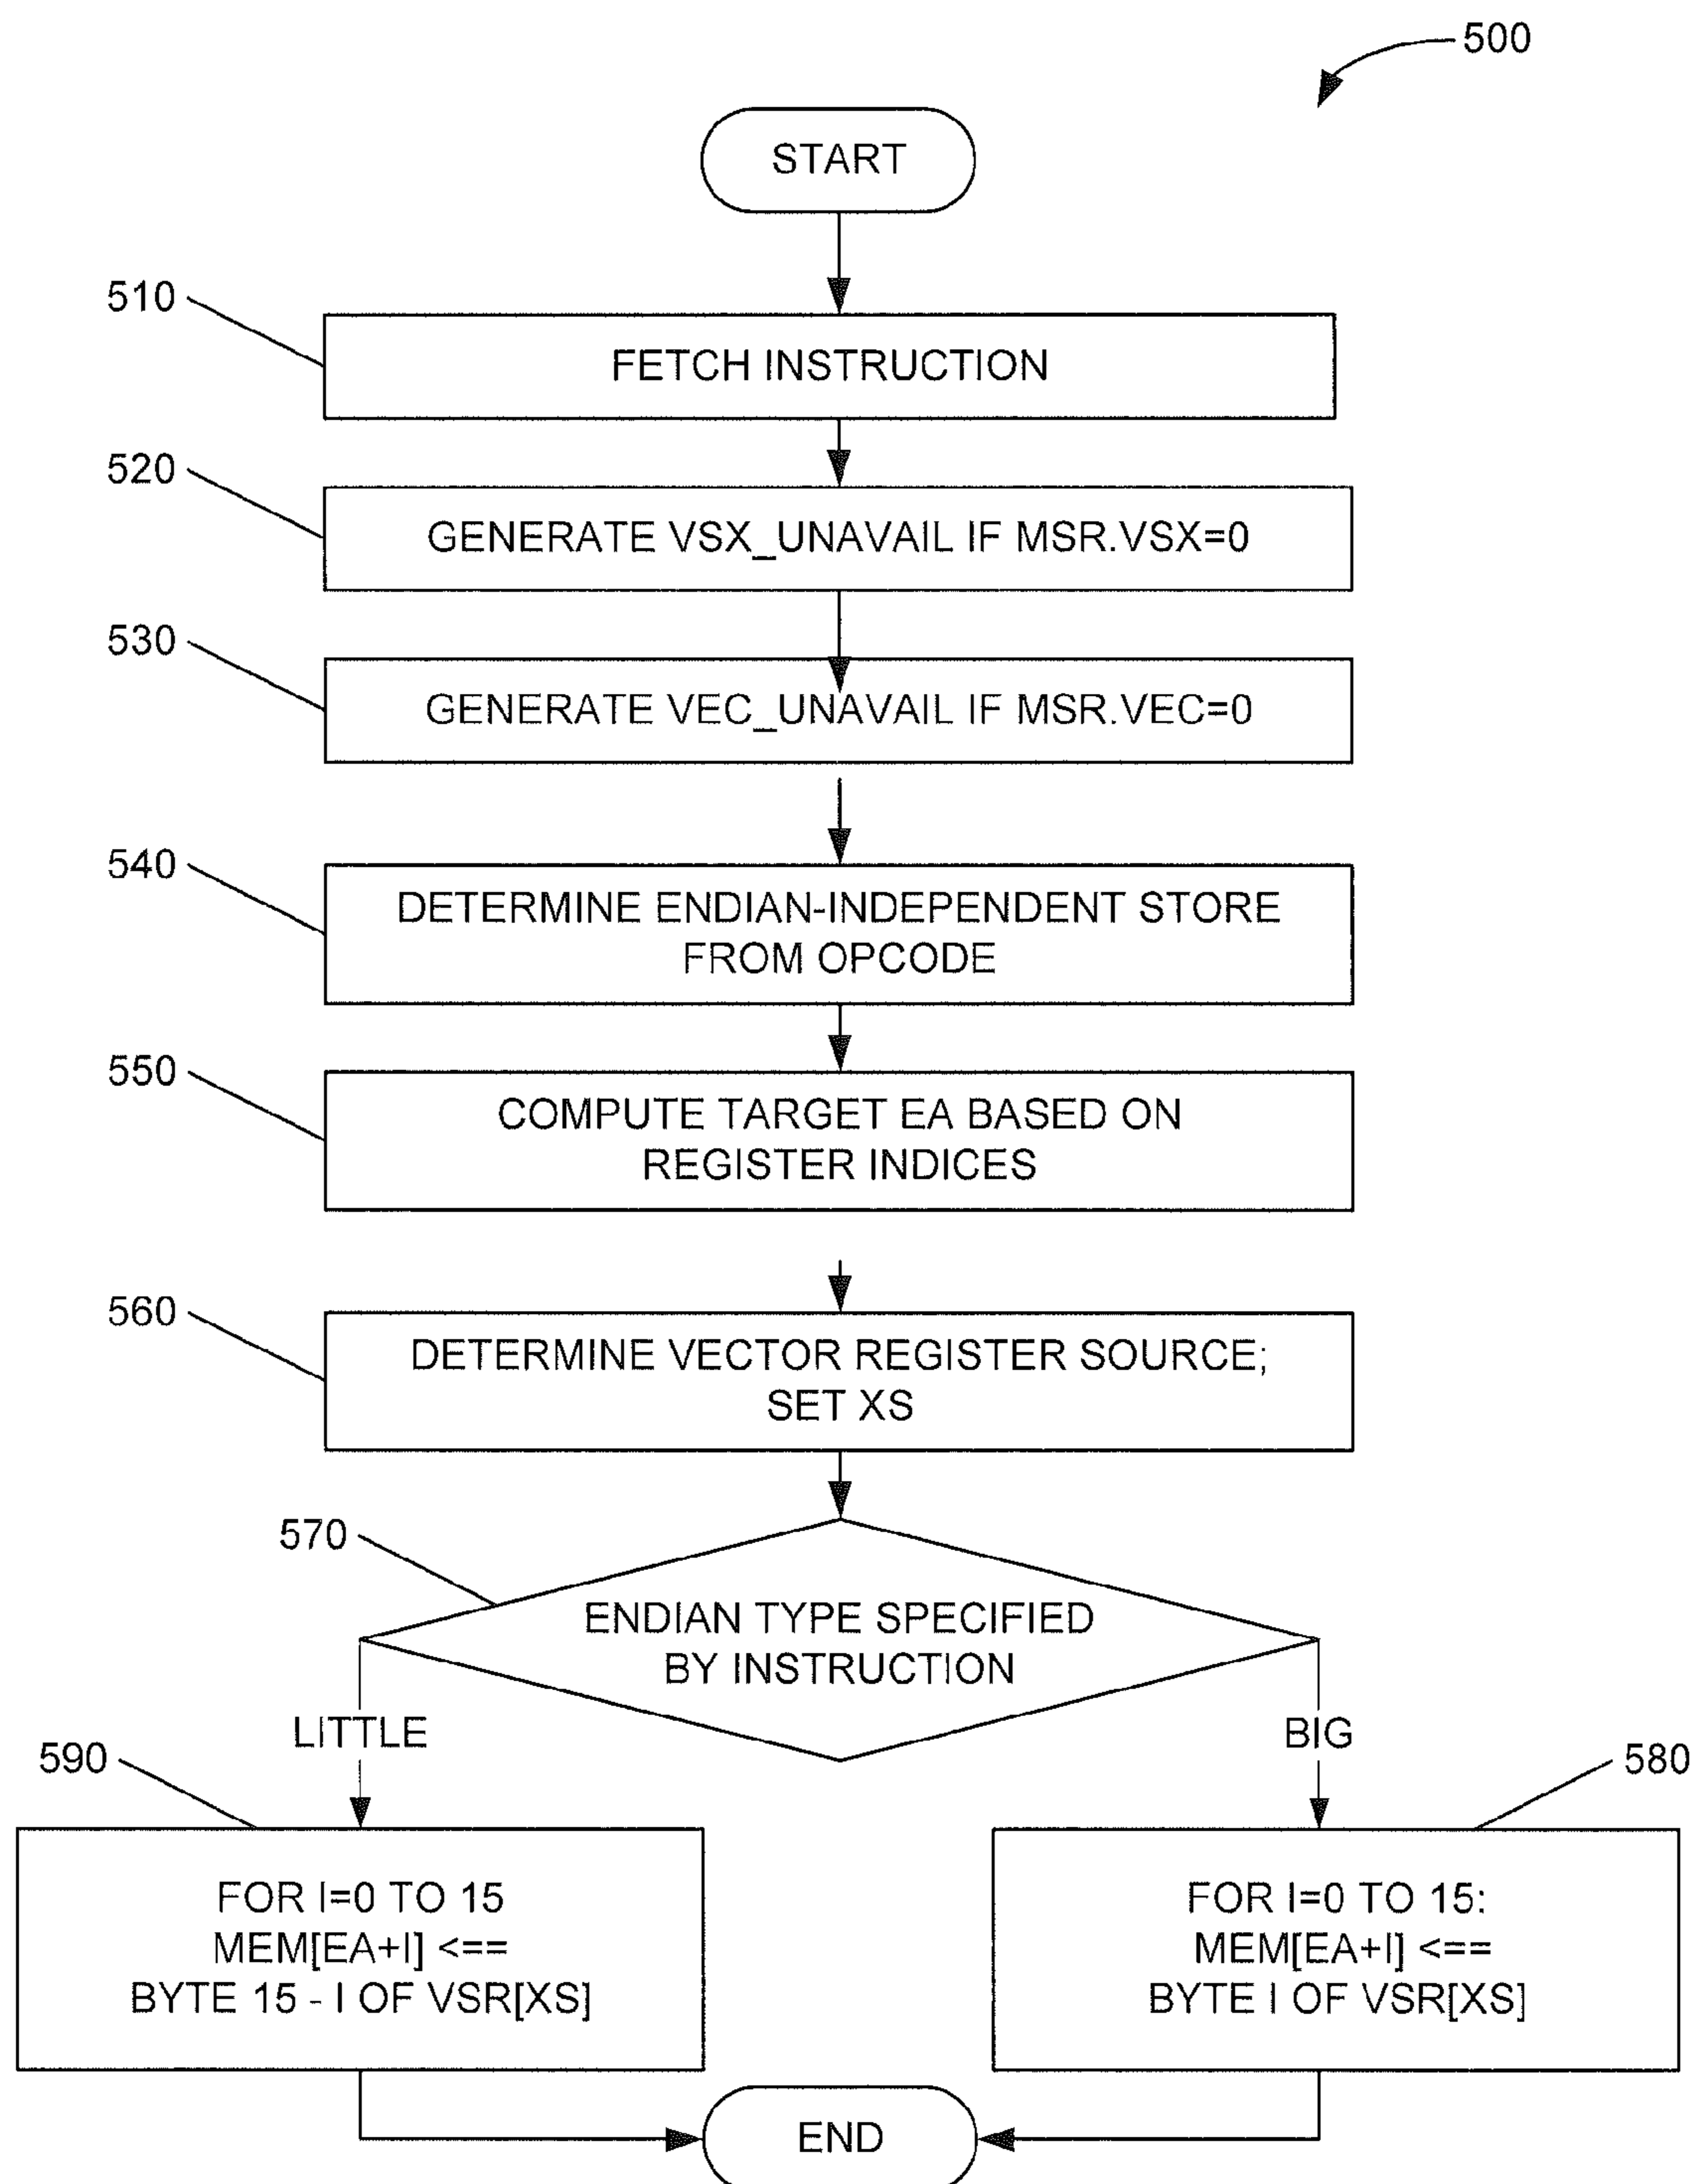 500
START
510
FETCH INSTRUCTION
520
GENERATE VSX_UNAVAIL IF MSR.VSX=0
530
GENERATE VEC_UNAVAIL IF MSR.VEC=0
540
DETERMINE ENDIAN-INDEPENDENT STORE
FROM OPCODE
550
COMPUTE TARGET EA BASED ON
REGISTER INDICES
560
DETERMINE VECTOR REGISTER SOURCE;
SET XS
570
ENDIAN TYPE SPECIFIED
BY INSTRUCTION
LITTLE
BIG
590
580
FOR I=0 TO 15
MEM[EA+I] <==
BYTE 15 - I OF VSR[XS]
FOR I=0 TO 15:
MEM[EA+I] <==
BYTE I OF VSR[XS]
END